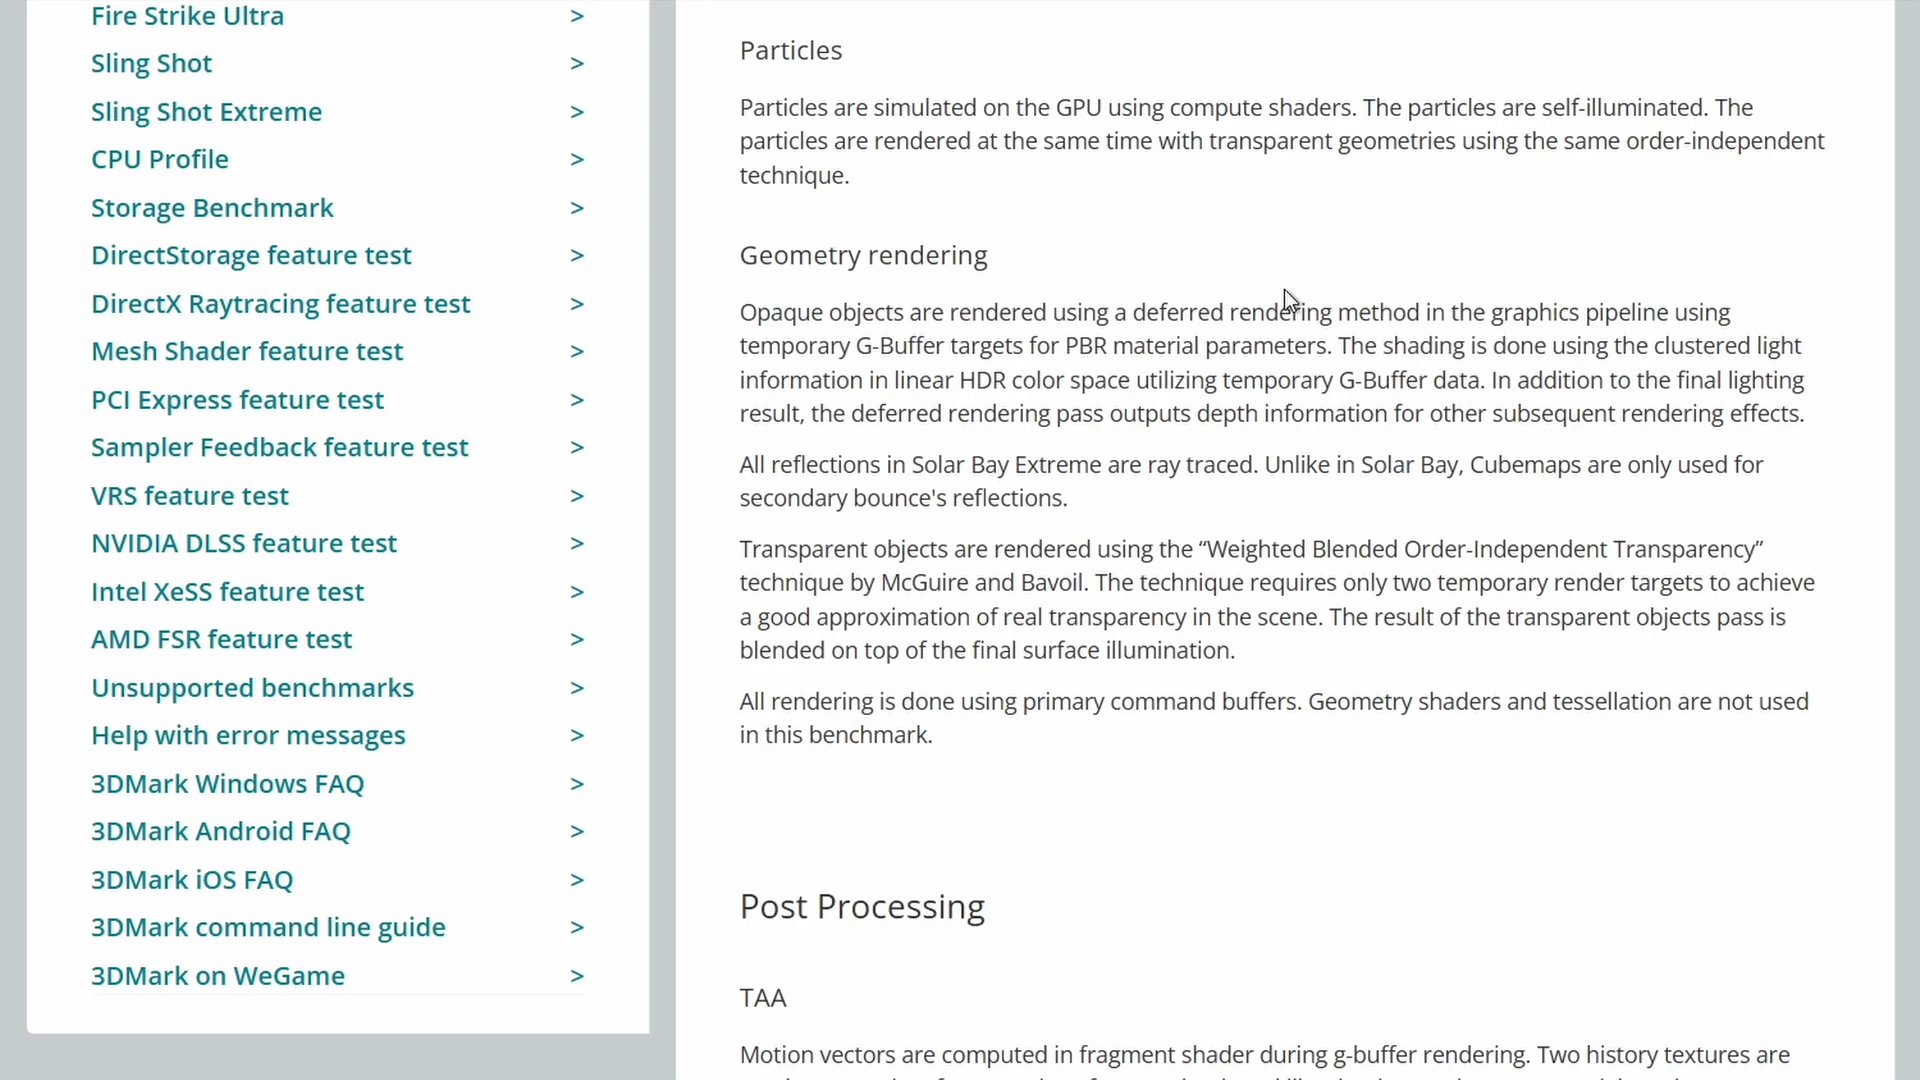 Fire Strike Ultra >
Sling Shot >
Sling Shot Extreme >
CPU Profile >
Storage Benchmark >
DirectStorage feature test >
DirectX Raytracing feature test >
Mesh Shader feature test >
PCI Express feature test >
Sampler Feedback feature test >
VRS feature test >
NVIDIA DLSS feature test >
Intel XeSS feature test >
AMD FSR feature test >
Unsupported benchmarks >
Help with error messages >
3DMark Windows FAQ >
3DMark Android FAQ >
3DMark iOS FAQ >
3DMark command line guide >
3DMark on WeGame >
Particles
Particles are simulated on the GPU using compute shaders. The particles are self-illuminated. The
particles are rendered at the same time with transparent geometries using the same order-independent
technique.
Geometry rendering
Opaque objects are rendered using a deferred rendering method in the graphics pipeline using
temporary G-Buffer targets for PBR material parameters. The shading is done using the clustered light
information in linear HDR color space utilizing temporary G-Buffer data. In addition to the final lighting
result, the deferred rendering pass outputs depth information for other subsequent rendering effects.
All reflections in Solar Bay Extreme are ray traced. Unlike in Solar Bay, Cubemaps are only used for
secondary bounce's reflections.
Transparent objects are rendered using the “Weighted Blended Order-Independent Transparency”
technique by McGuire and Bavoil. The technique requires only two temporary render targets to achieve
a good approximation of real transparency in the scene. The result of the transparent objects pass is
blended on top of the final surface illumination.
All rendering is done using primary command buffers. Geometry shaders and tessellation are not used
in this benchmark.
Post Processing
TAA
Motion vectors are computed in fragment shader during g-buffer rendering. Two history textures are